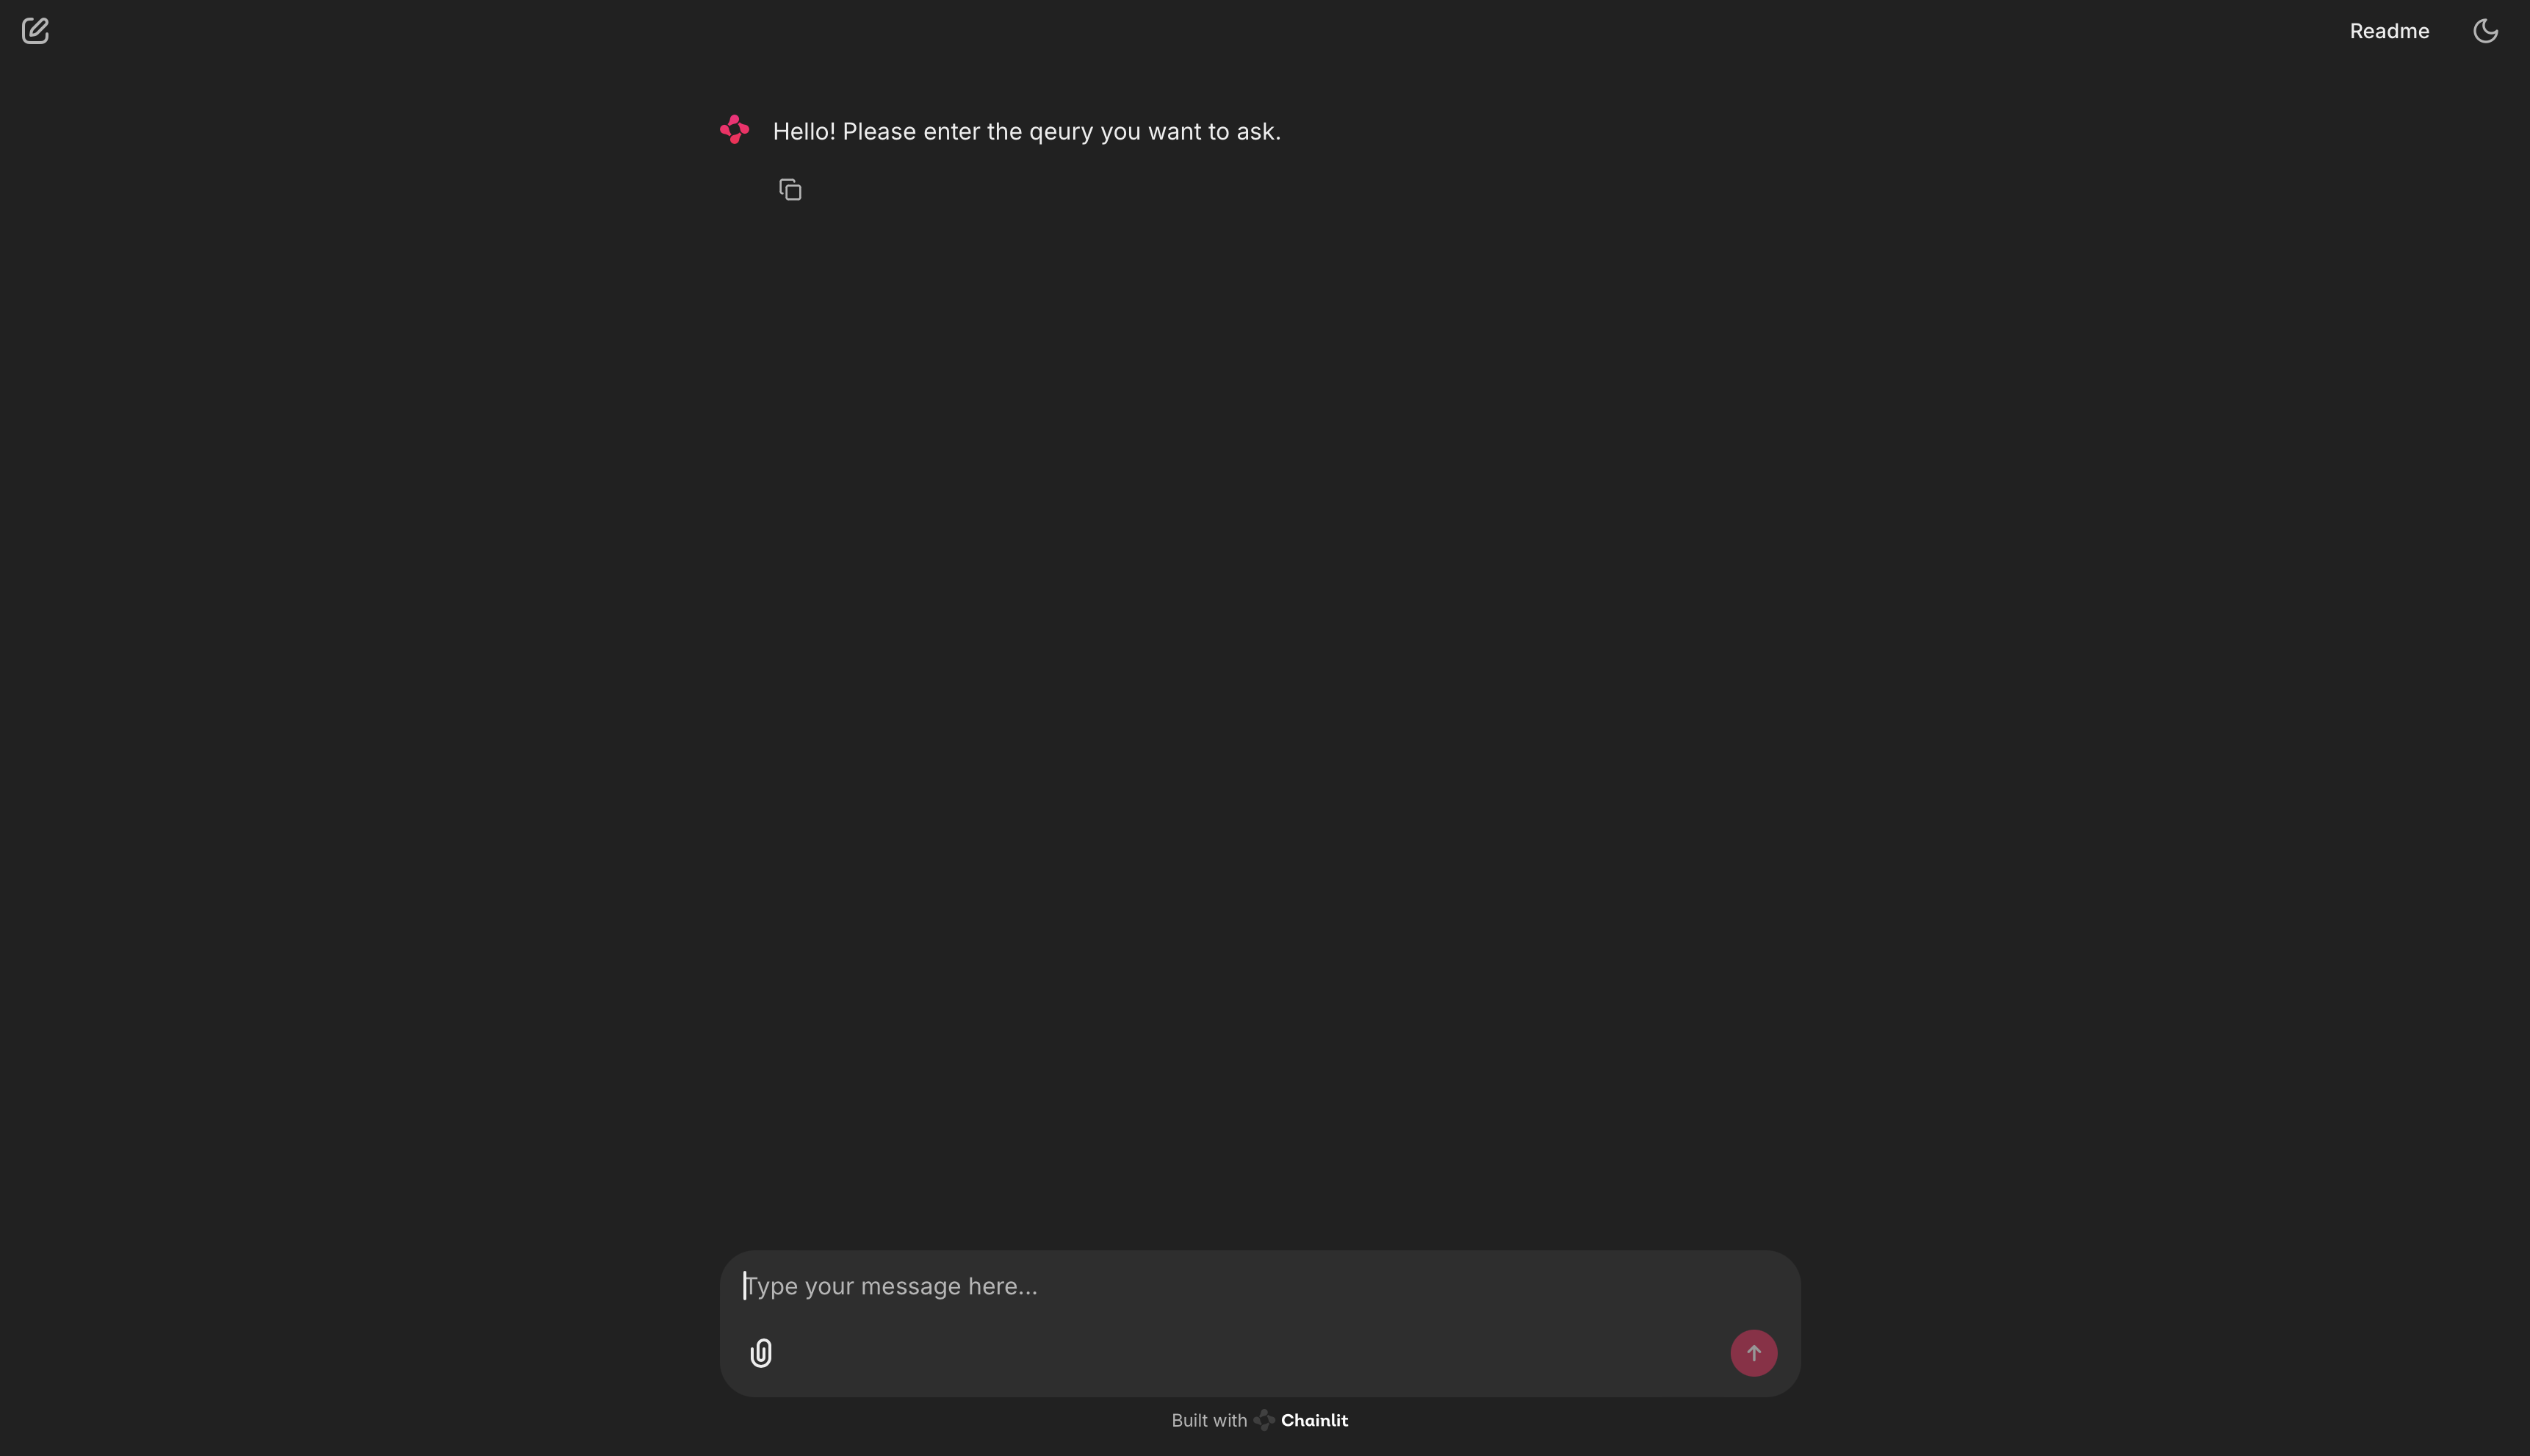 Readme
Hello! Please enter the qeury you want to ask.
Type your message here...
Built with Chainlit